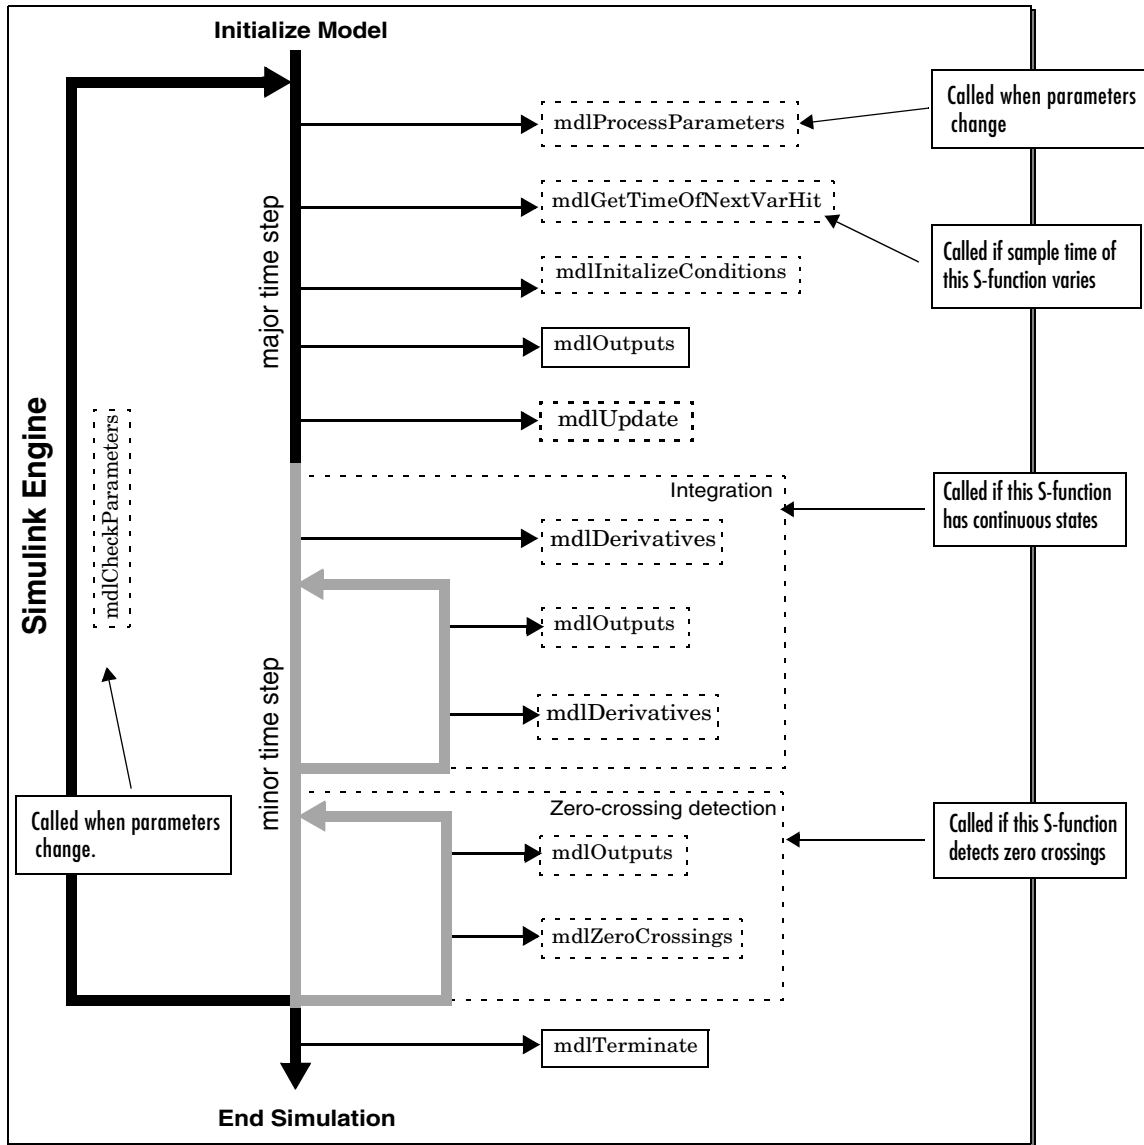 Initialize Model
mdlProcessParameters
Called when parameters
change
mdlGetTimeOfNextVarHit
Called if sample time of
this S-function varies
mdlInitalizeConditions
major time step
mdlOutputs
mdlUpdate
Simulink Engine
mdlCheckParameters
Called when parameters
change.
Integration
Called if this S-function
has continuous states
mdlDerivatives
mdlOutputs
mdlDerivatives
minor time step
Zero-crossing detection
Called if this S-function
detects zero crossings
mdlOutputs
mdlZeroCrossings
mdlTerminate
End Simulation